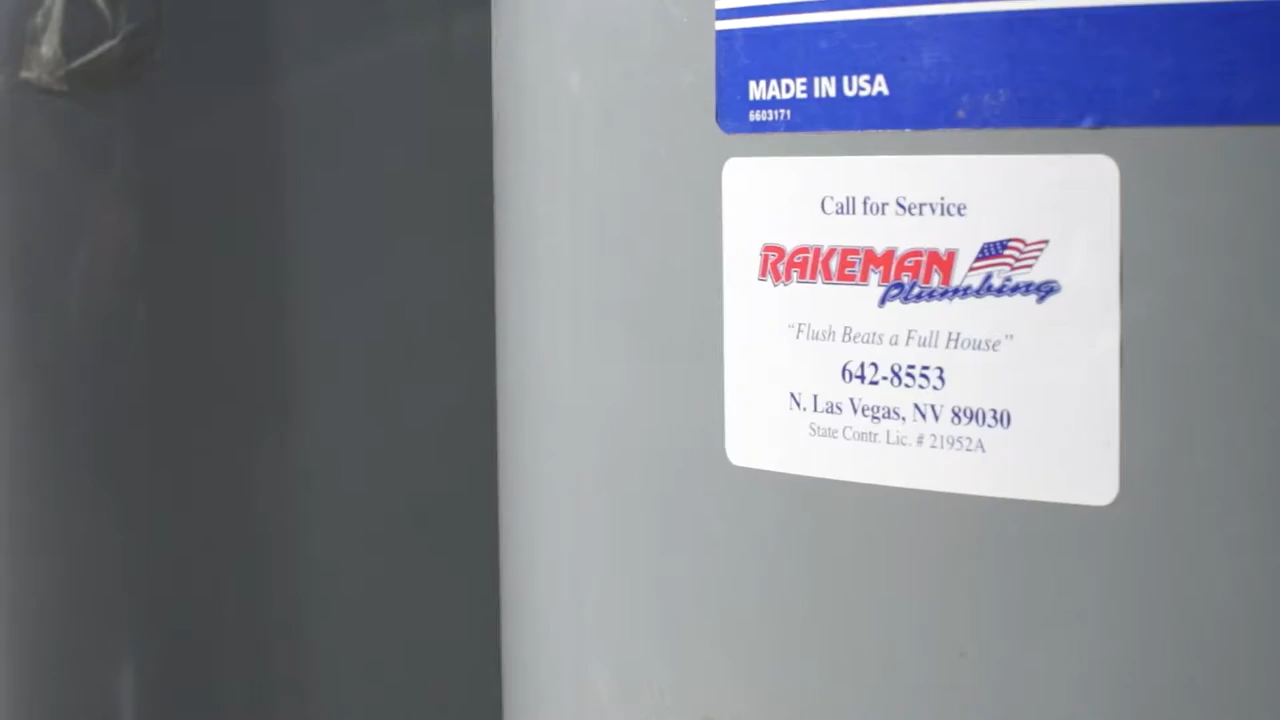 MADE IN USA
6603171
Call for Service
RAKEMAN
Plumbing
“Flush Beats a Full House”
642-8553
N. Las Vegas, NV 89030
State Contr. Lic. # 21952A